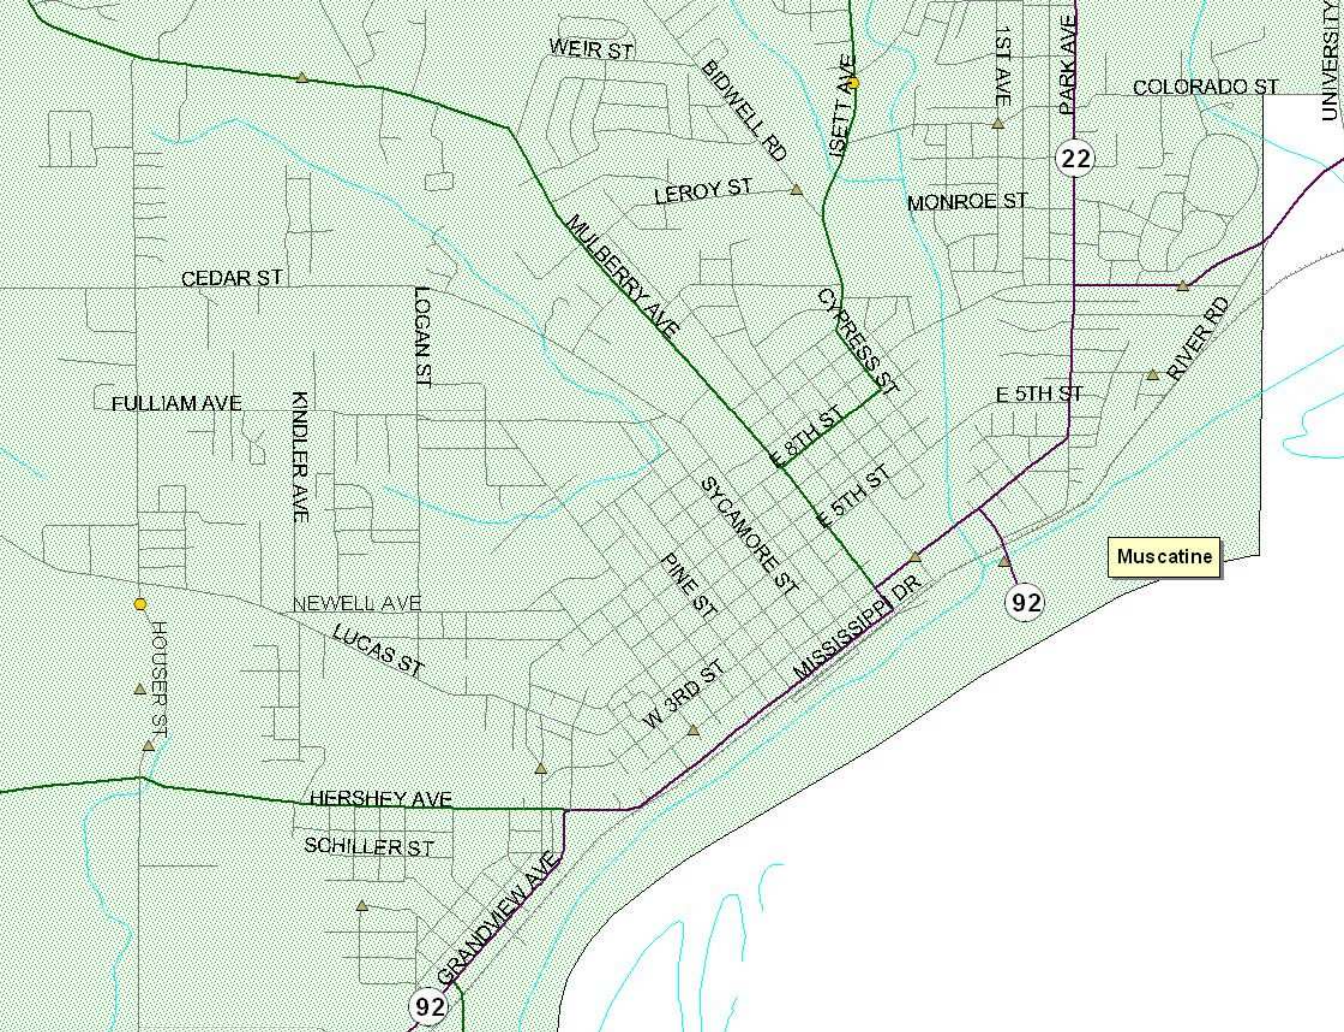 WEIR ST
BIDWELL RD
ISETT AVE
1ST AVE
PARK AVE
COLORADO ST
UNIVERSITY
22
LEROY ST
MONROE ST
MULBERRY AVE
CEDAR ST
LOGAN ST
CYPRESS ST
RIVER RD
FULLIAM AVE
KINDLER AVE
E 5TH ST
E 8TH ST
E 5TH ST
SYCAMORE ST
PINE ST
Muscatine
92
NEWELL AVE
LUCAS ST
HOUSER ST
MISSISSIPPI DR
W 3RD ST
HERSHEY AVE
SCHILLER ST
GRANDVIEW AVE
92